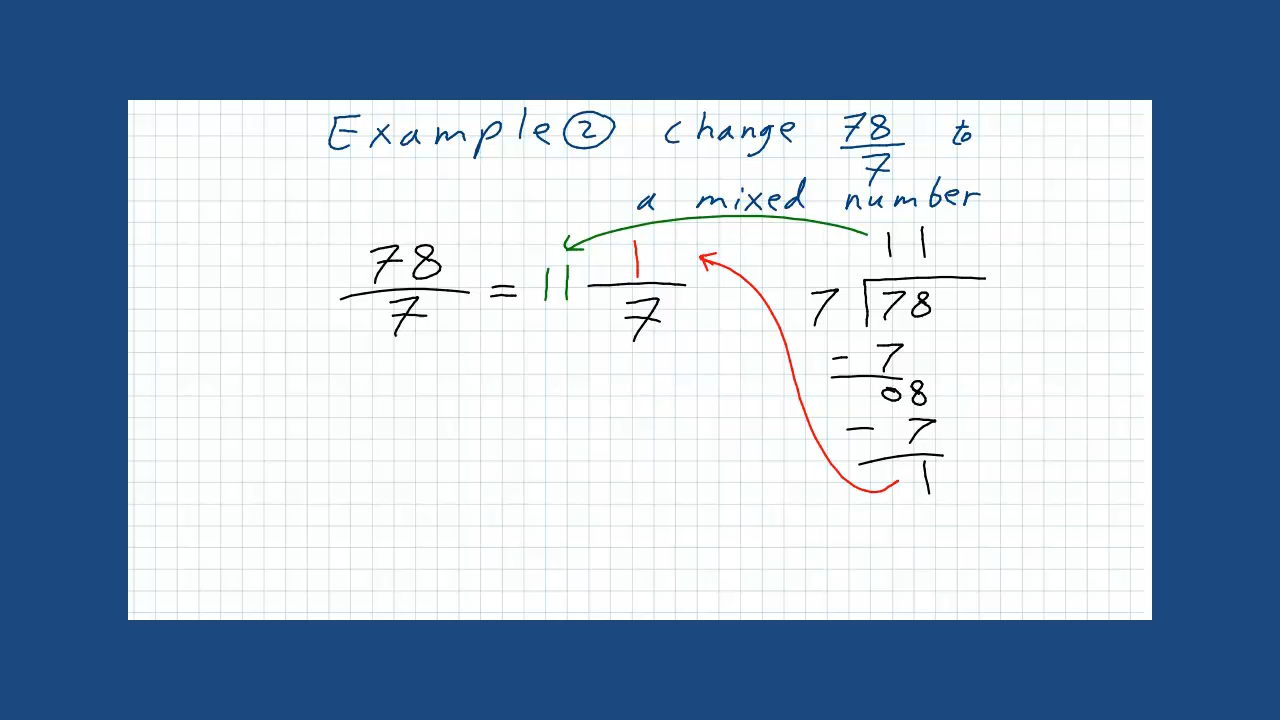 Example ② change 78/7 to
a mixed number
78/7 = 11 1/7
11
7 78
- 7
08
- 7
1